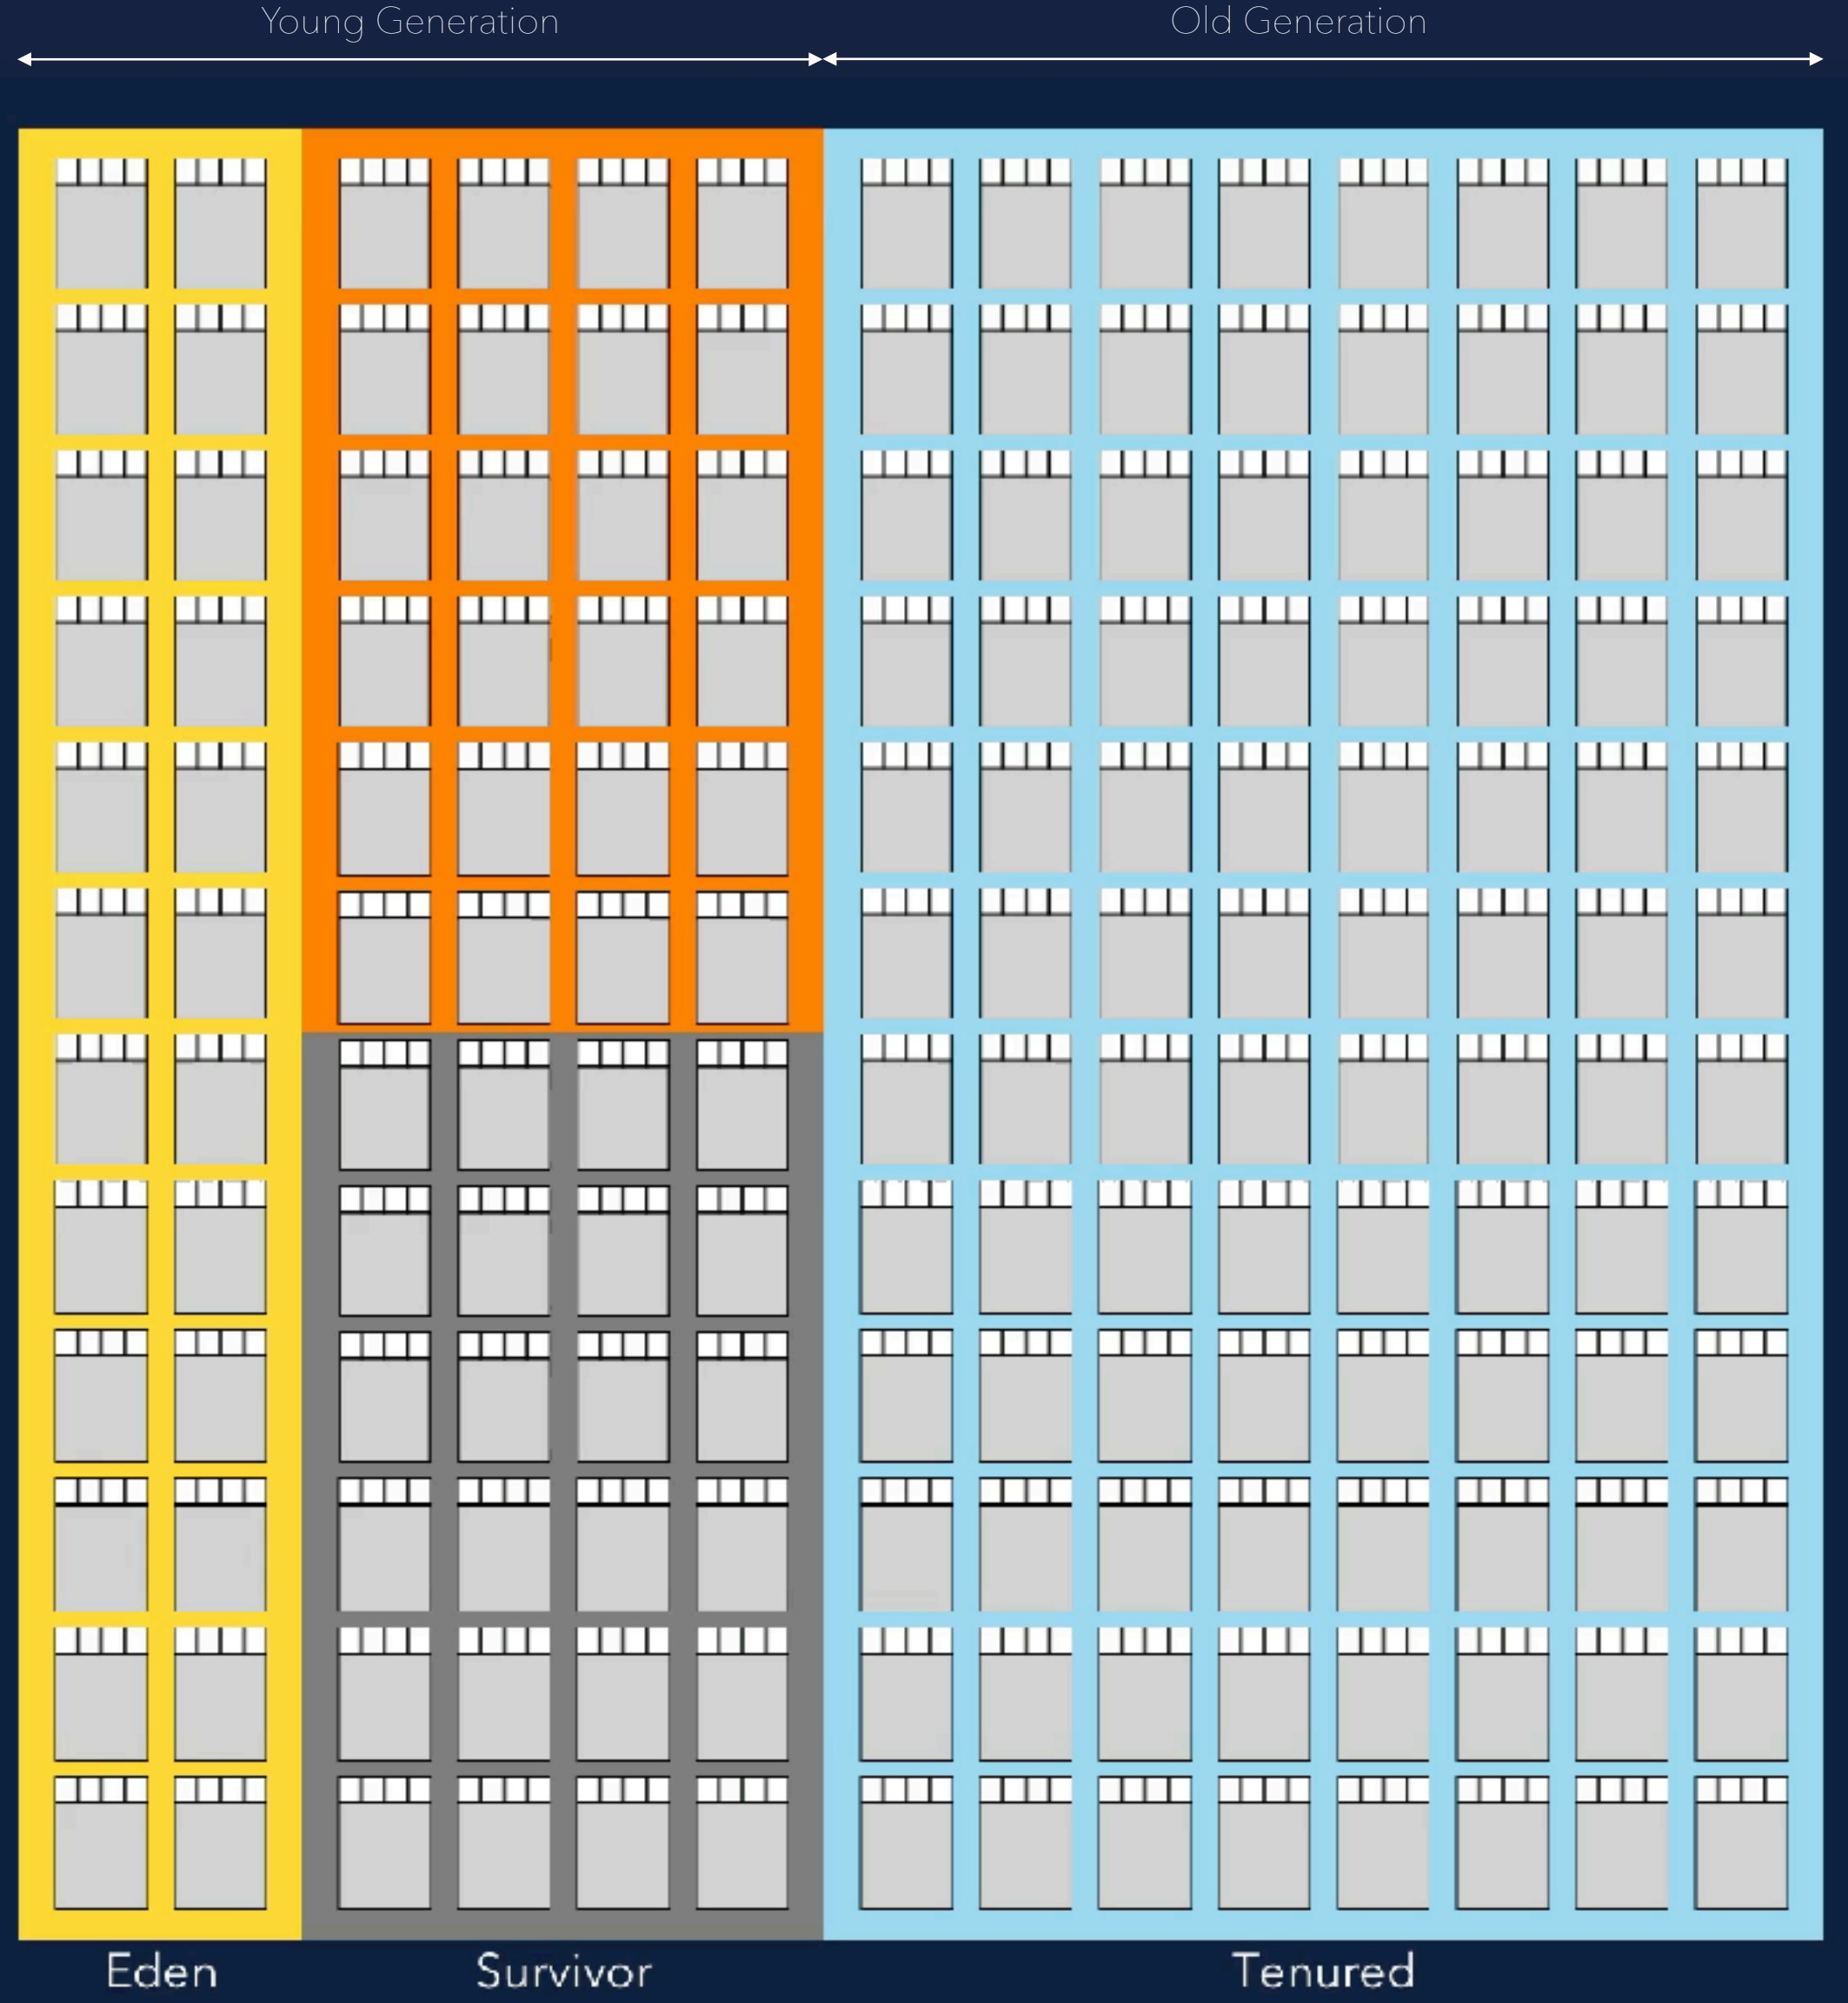 Young Generation
Old Generation
Eden
Survivor
Tenured